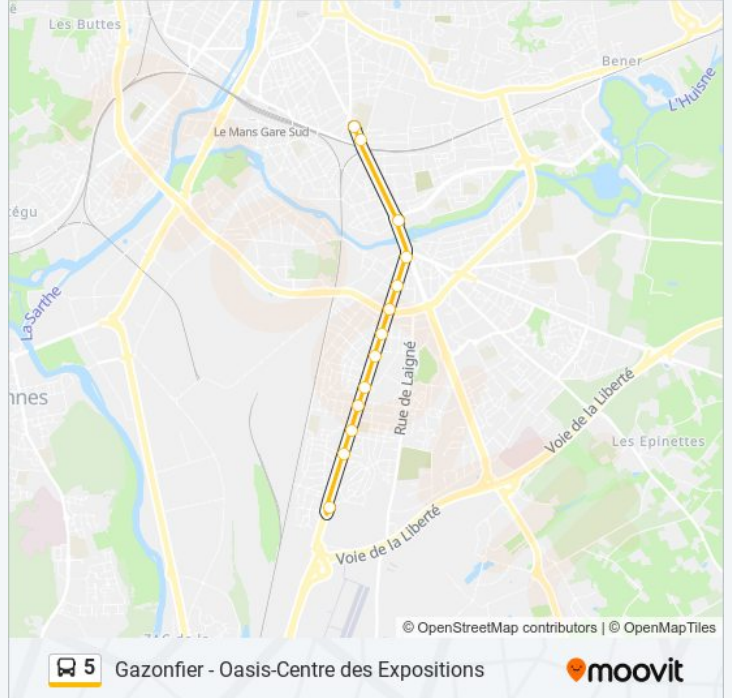 é
Les Buttes
Bener
L'Huisne
Le Mans Gare Sud
égu
La Sarthe
Rue de Laigné
nnes
Voie de la Liberté
Les Epinettes
Voie de la Liberté
© OpenStreetMap contributors | © OpenMapTiles
5 Gazonfier - Oasis-Centre des Expositions
moovit